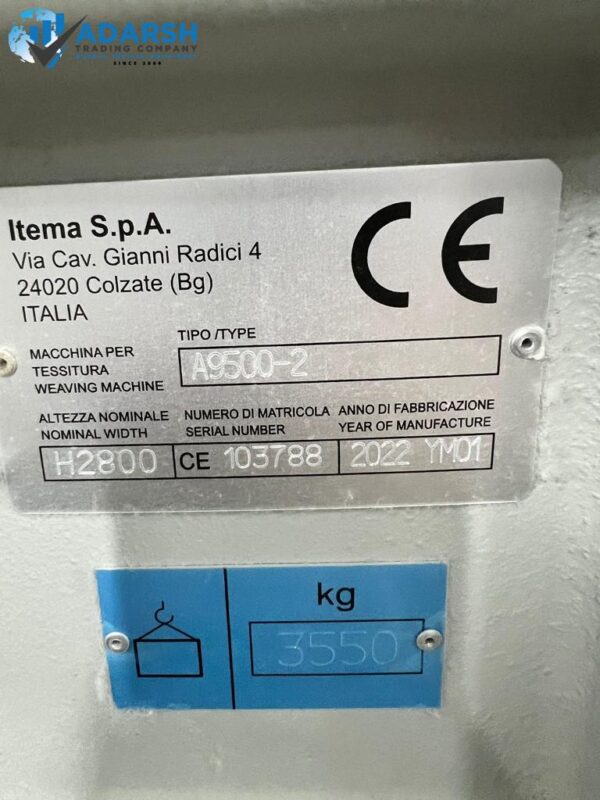 ADARSH
TRADING COMPANY
SINCE 2000
Itema S.p.A.
Via Cav. Gianni Radici 4
24020 Colzate (Bg)
ITALIA
CE
TIPO /TYPE
MACCHINA PER
TESSITURA
WEAVING MACHINE
A9500-2
ALTEZZA NOMINALE
NOMINAL WIDTH
H2800
NUMERO DI MATRICOLA
SERIAL NUMBER
CE 103788
ANNO DI FABBRICAZIONE
YEAR OF MANUFACTURE
2022 YM01
kg
3550